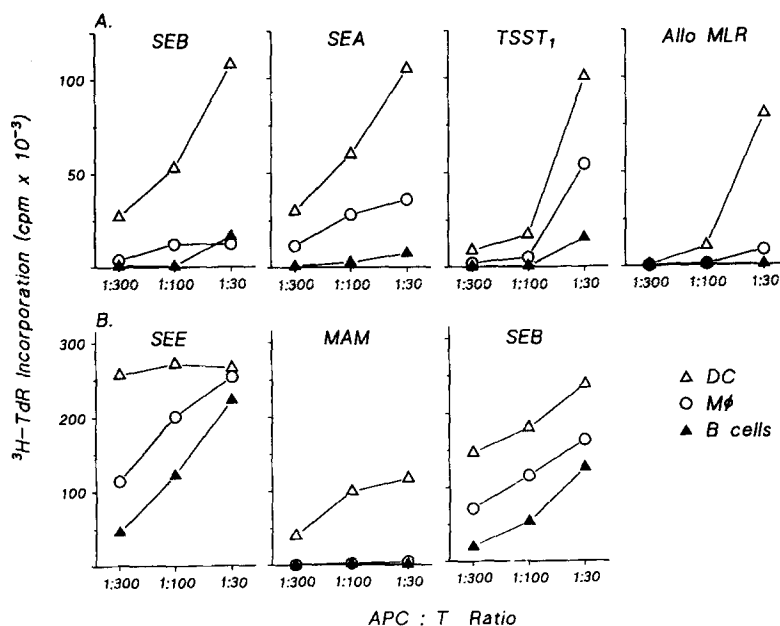 A.
SEB SEA TSST₁ Allo MLR
100
50
1:300 1:100 1:30 1:300 1:100 1:30 1:300 1:100 1:30 1:300 1:100 1:30
³H-TdR Incorporation (cpm x 10⁻³)
B.
SEE MAM SEB
300
200
100
1:300 1:100 1:30 1:300 1:100 1:30 1:300 1:100 1:30
DC
Mφ
B cells
APC : T Ratio